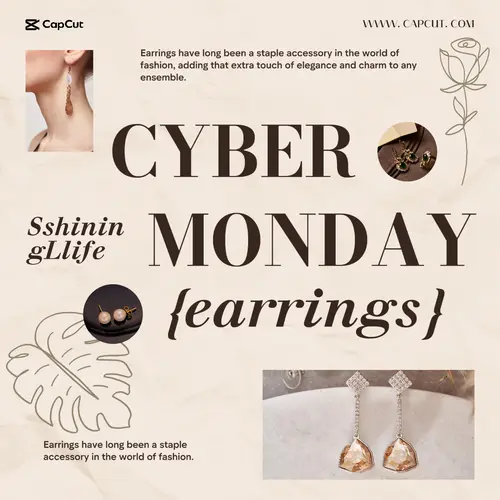 CapCut
WWW. CAPCUT. COM
Earrings have long been a staple accessory in the world of
fashion, adding that extra touch of elegance and charm to any
ensemble.
CYBER
Sshinin
gLlife
MONDAY
{earrings}
Earrings have long been a staple
accessory in the world of fashion.